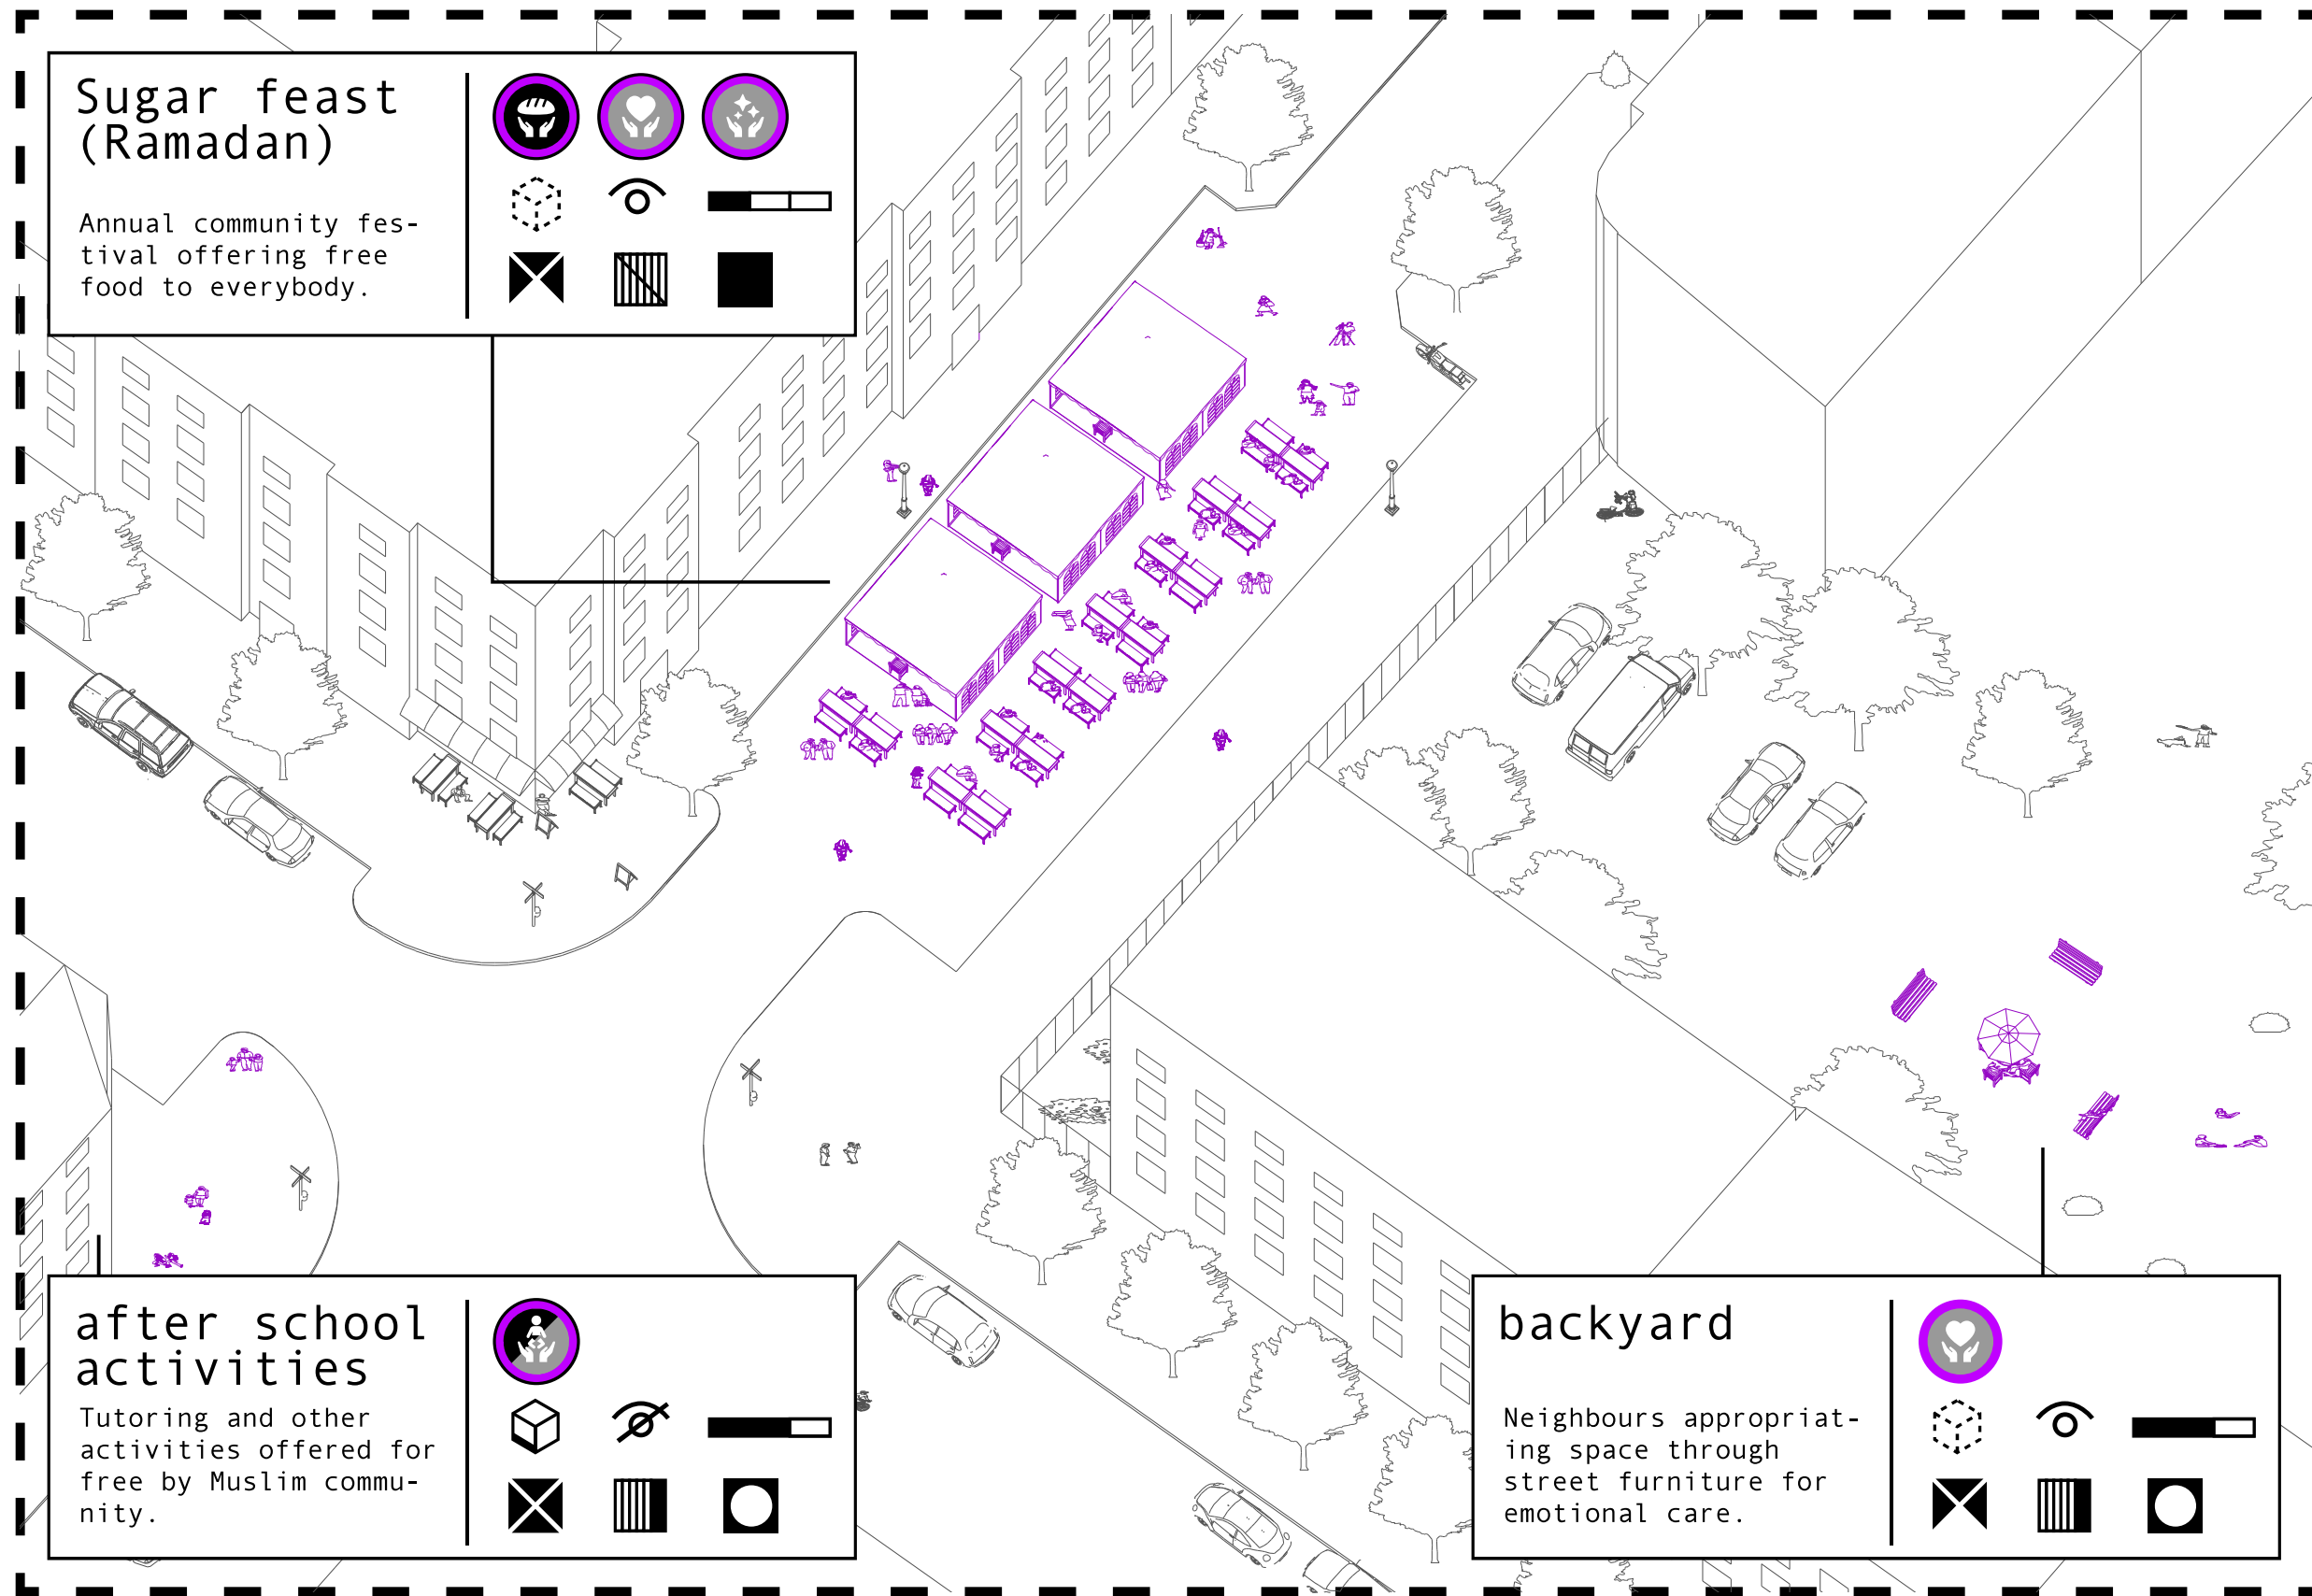 Sugar feast
(Ramadan)
Annual community fes-
tival offering free
food to everybody.
after school
activities
Tutoring and other
activities offered for
free by Muslim commu-
nity.
backyard
Neighbours appropriat-
ing space through
street furniture for
emotional care.